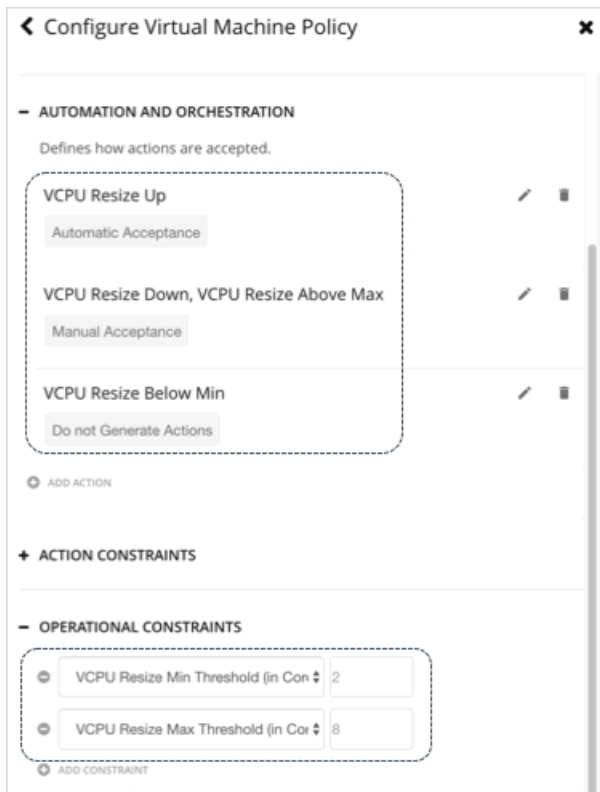 Configure Virtual Machine Policy
AUTOMATION AND ORCHESTRATION
Defines how actions are accepted.
VCPU Resize Up
Automatic Acceptance
VCPU Resize Down, VCPU Resize Above Max
Manual Acceptance
VCPU Resize Below Min
Do not Generate Actions
ADD ACTION
ACTION CONSTRAINTS
OPERATIONAL CONSTRAINTS
VCPU Resize Min Threshold (in Cor 2
VCPU Resize Max Threshold (in Cor 8
ADD CONSTRAINT